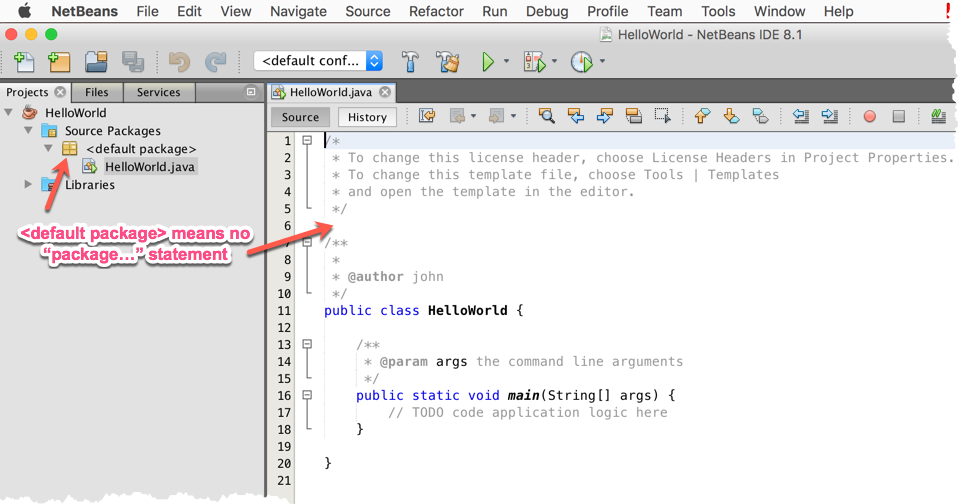 NetBeans File Edit View Navigate Source Refactor Run Debug Profile Team Tools Window Help
HelloWorld - NetBeans IDE 8.1
<default conf...
Projects Files Services
HelloWorld.java
HelloWorld
Source Packages
<default package>
HelloWorld.java
Libraries
<default package> means no
“package...” statement
Source History
1 /*
2 * To change this license header, choose License Headers in Project Properties.
3 * To change this template file, choose Tools | Templates
4 * and open the template in the editor.
5 */
6
7 /**
8 *
9 * @author john
10 */
11 public class HelloWorld {
12
13 /**
14 * @param args the command line arguments
15 */
16 public static void main(String[] args) {
17 // TODO code application logic here
18 }
19
20 }
21